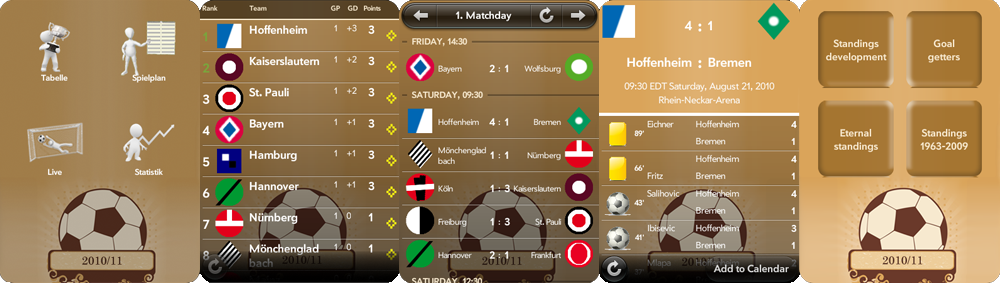 Tabelle
Spielplan
Live
Statistik
2010/11
Rank Team GP GD Points
1 Hoffenheim 1 +3 3
2 Kaiserslautern 1 +2 3
3 St. Pauli 1 +2 3
4 Bayern 1 +1 3
5 Hamburg 1 +1 3
6 Hannover 1 +1 3
7 Nürnberg 1 0 1
8 Mönchenglad 1 0 1
bach
1. Matchday
FRIDAY, 14:30
Bayern 2 : 1 Wolfsburg
SATURDAY, 09:30
Hoffenheim 4 : 1 Bremen
Mönchenglad
bach 1 : 1 Nürnberg
Köln 1 : 3 Kaiserslautern
Freiburg 1 : 3 St. Pauli
Hannover 2 : 1 Frankfurt
SATURDAY, 12:30
4 : 1
Hoffenheim : Bremen
09:30 EDT Saturday, August 21, 2010
Rhein-Neckar-Arena
Eichner Hoffenheim 4
89' Bremen 1
66' Hoffenheim 4
Fritz Bremen 1
Salihovic Hoffenheim 4
43' Bremen 1
Ibisevic Hoffenheim 3
41' Bremen 1
Mlapa Hoffenheim 2
Add to Calendar
Standings
development
Goal
getters
Eternal
standings
Standings
1963-2009
2010/11